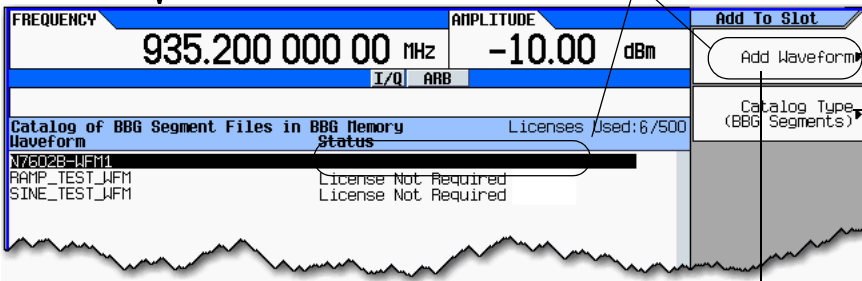 FREQUENCY
935.200 000 00 MHz
AMPLITUDE
-10.00 dBm
I/Q ARB
Catalog of BBG Segment Files in BBG Memory Licenses Used:6/500
Waveform Status
N7602B-WFM1
RAMP_TEST_WFM License Not Required
SINE_TEST_WFM License Not Required
Add To Slot
Add Waveform
Catalog Type
(BBG Segments)